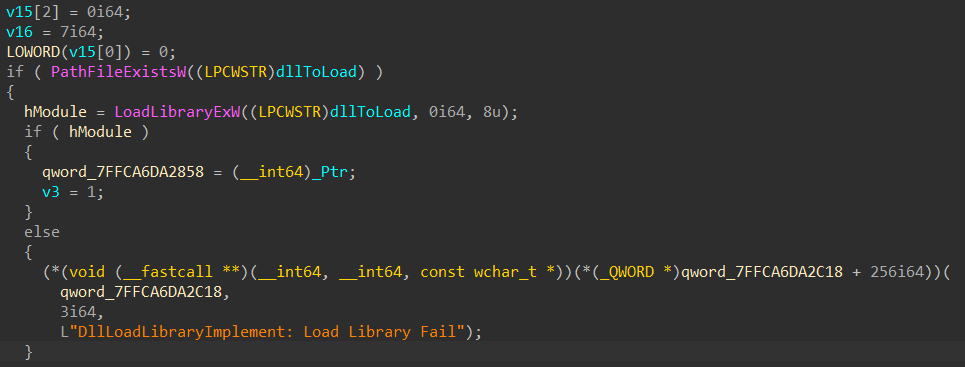 v15[2] = 0i64;
v16 = 7i64;
LOWORD(v15[0]) = 0;
if ( PathFileExistsW((LPCWSTR)dllToLoad) )
{
  hModule = LoadLibraryExW((LPCWSTR)dllToLoad, 0i64, 8u);
  if ( hModule )
  {
    qword_7FFCA6DA2858 = (__int64)_Ptr;
    v3 = 1;
  }
  else
  {
    (*(void (__fastcall **)(__int64, __int64, const wchar_t *))(*(_QWORD *)qword_7FFCA6DA2C18 + 256i64))(
      qword_7FFCA6DA2C18,
      3i64,
      L"DllLoadLibraryImplement: Load Library Fail");
  }